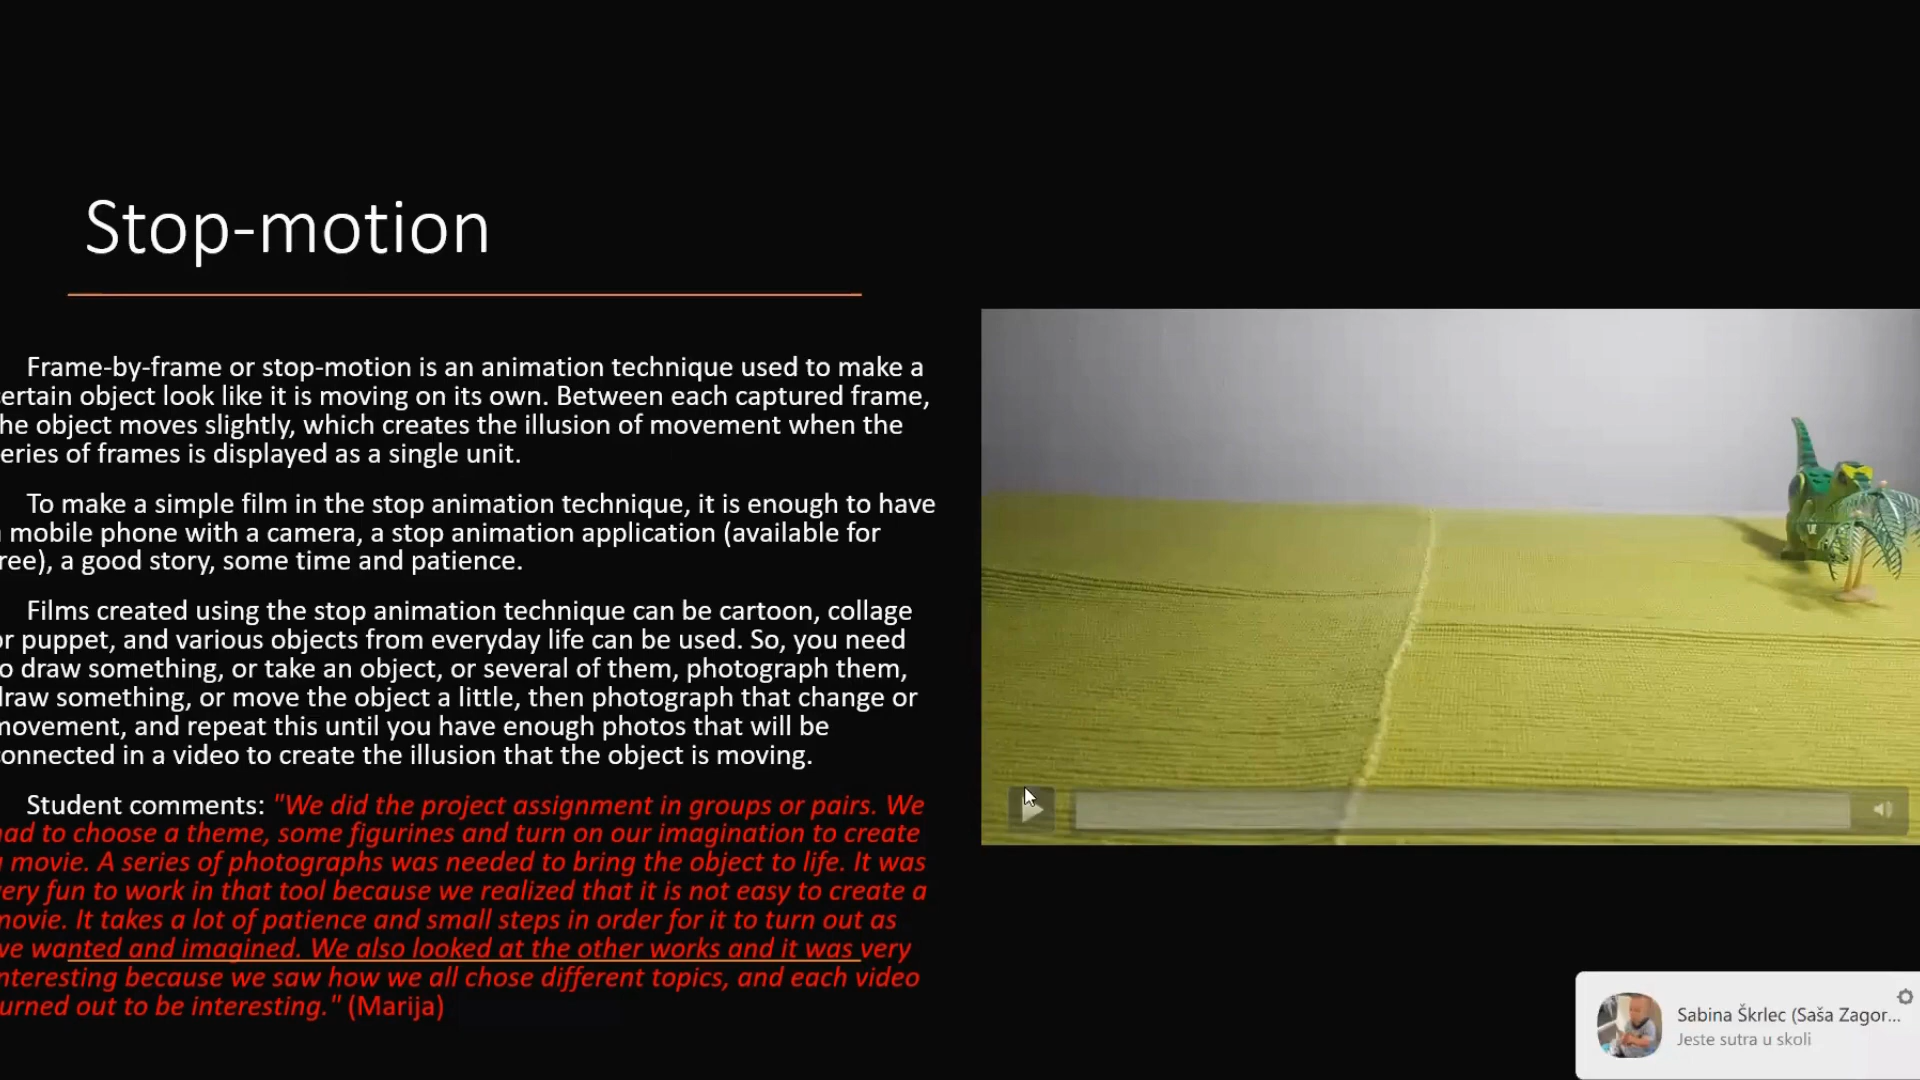 Stop-motion
Frame-by-frame or stop-motion is an animation technique used to make a
ertain object look like it is moving on its own. Between each captured frame,
he object moves slightly, which creates the illusion of movement when the
eries of frames is displayed as a single unit.
To make a simple film in the stop animation technique, it is enough to have
mobile phone with a camera, a stop animation application (available for
ree), a good story, some time and patience.
Films created using the stop animation technique can be cartoon, collage
or puppet, and various objects from everyday life can be used. So, you need
o draw something, or take an object, or several of them, photograph them,
draw something, or move the object a little, then photograph that change or
movement, and repeat this until you have enough photos that will be
onnected in a video to create the illusion that the object is moving.
Student comments: "We did the project assignment in groups or pairs. We
had to choose a theme, some figurines and turn on our imagination to create
a movie. A series of photographs was needed to bring the object to life. It was
very fun to work in that tool because we realized that it is not easy to create a
movie. It takes a lot of patience and small steps in order for it to turn out as
we wanted and imagined. We also looked at the other works and it was very
nteresting because we saw how we all chose different topics, and each video
urned out to be interesting." (Marija)
Sabina Škrlec (Saša Zagor...
Jeste sutra u skoli